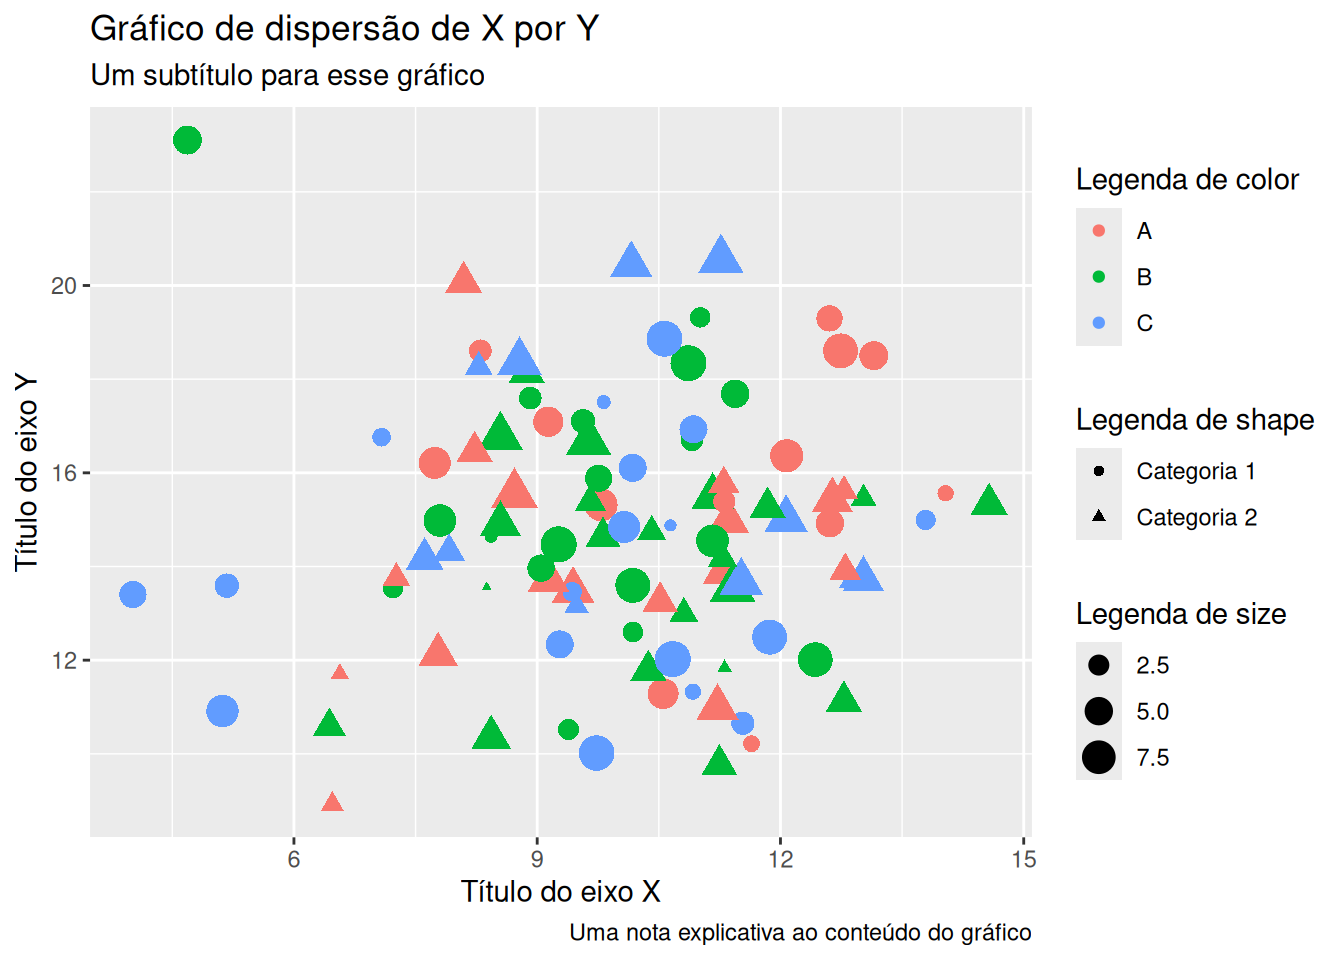 Gráfico de dispersão de X por Y
Um subtítulo para esse gráfico
Título do eixo Y
20
16
12
6
9
12
15
Título do eixo X
Uma nota explicativa ao conteúdo do gráfico
Legenda de color
A
B
C
Legenda de shape
Categoria 1
Categoria 2
Legenda de size
2.5
5.0
7.5